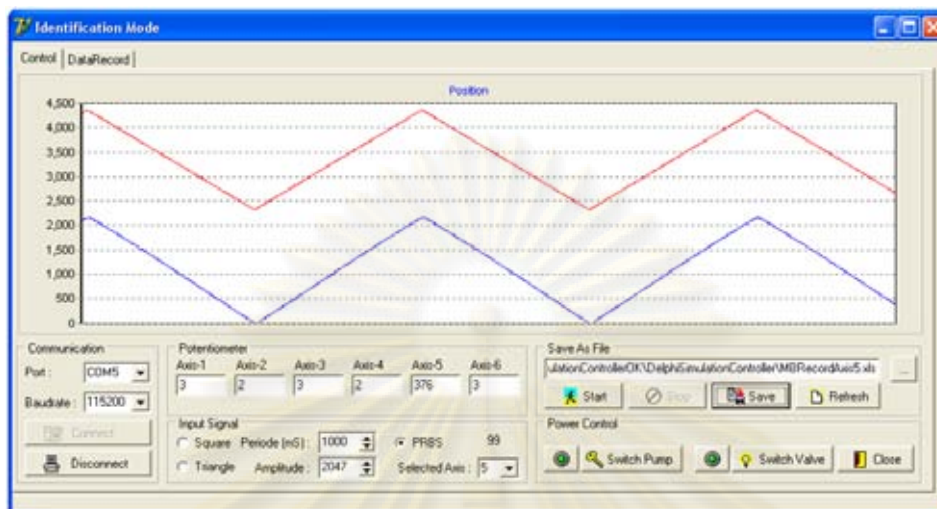 Identification Mode
Control DataRecord
Position
4,500
4,000
3,500
3,000
2,500
2,000
1,500
1,000
500
0
Communication
Port : COM5
Baudrate : 115200
Connect
Disconnect
Potentiometer
Axis-1 Axis-2 Axis-3 Axis-4 Axis-5 Axis-6
3 2 3 2 376 3
Input Signal
Square Periode (mS) : 1000 PRBS 99
Triangle Amplitude : 2047 Selected Axis : 5
Save As File
ulationControllerOK\DelphiSimulationController\MBRecord\Axis5.xls ...
Start Stop Save Refresh
Power Control
Switch Pump Switch Valve Close